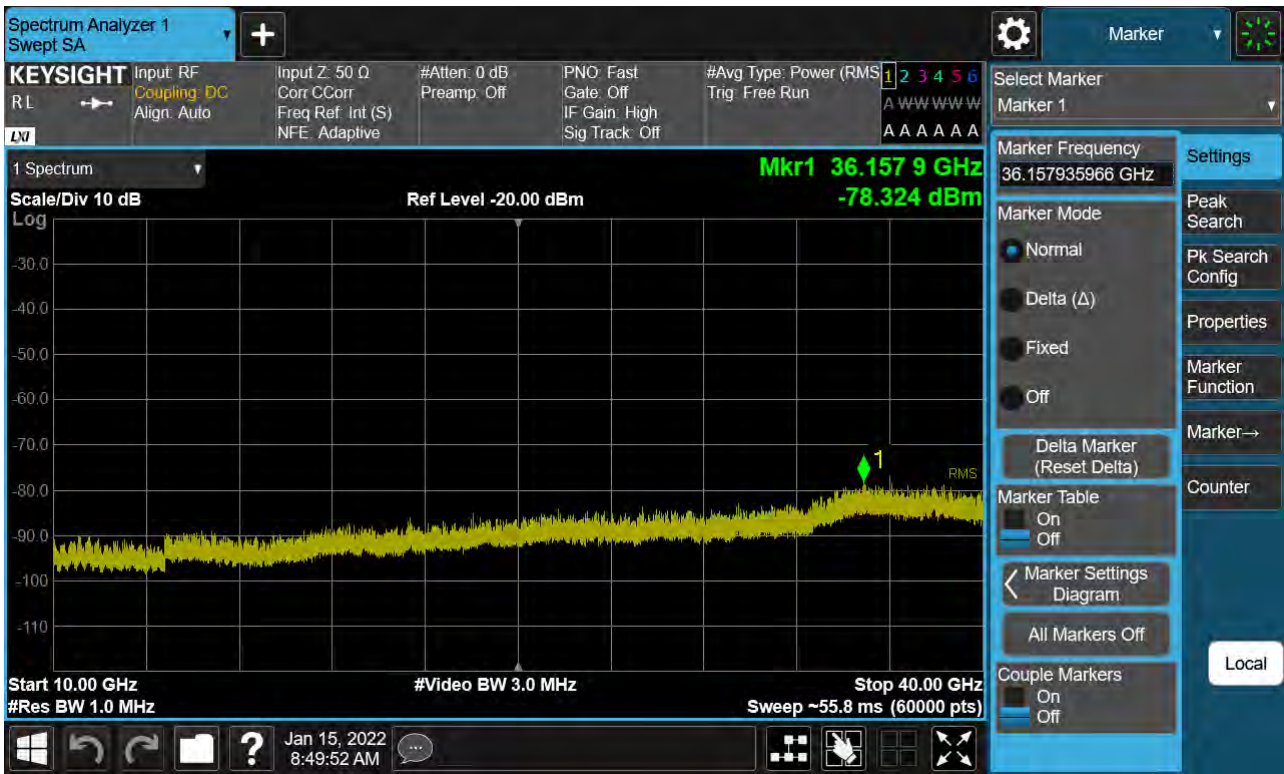 Spectrum Analyzer 1
Swept SA
+
Marker
KEYSIGHT
R L
LXI
Input: RF
Coupling: DC
Align: Auto
Input Z: 50 Ω
Corr CCorr
Freq Ref: Int (S)
NFE: Adaptive
#Atten: 0 dB
Preamp: Off
PNO: Fast
Gate: Off
IF Gain: High
Sig Track: Off
#Avg Type: Power (RMS
Trig: Free Run
1 2 3 4 5 6
A W W W W W
A A A A A A
Select Marker
Marker 1
1 Spectrum
Scale/Div 10 dB
Ref Level -20.00 dBm
Mkr1 36.157 9 GHz
-78.324 dBm
Log
-30.0
-40.0
-50.0
-60.0
-70.0
-80.0
-90.0
-100
-110
1
RMS
Start 10.00 GHz
#Res BW 1.0 MHz
#Video BW 3.0 MHz
Stop 40.00 GHz
Sweep ~55.8 ms (60000 pts)
Marker Frequency
36.157935966 GHz
Marker Mode
Normal
Delta (Δ)
Fixed
Off
Delta Marker
(Reset Delta)
Marker Table
On
Off
Marker Settings
Diagram
All Markers Off
Couple Markers
On
Off
Settings
Peak
Search
Pk Search
Config
Properties
Marker
Function
Marker→
Counter
Local
?
Jan 15, 2022
8:49:52 AM